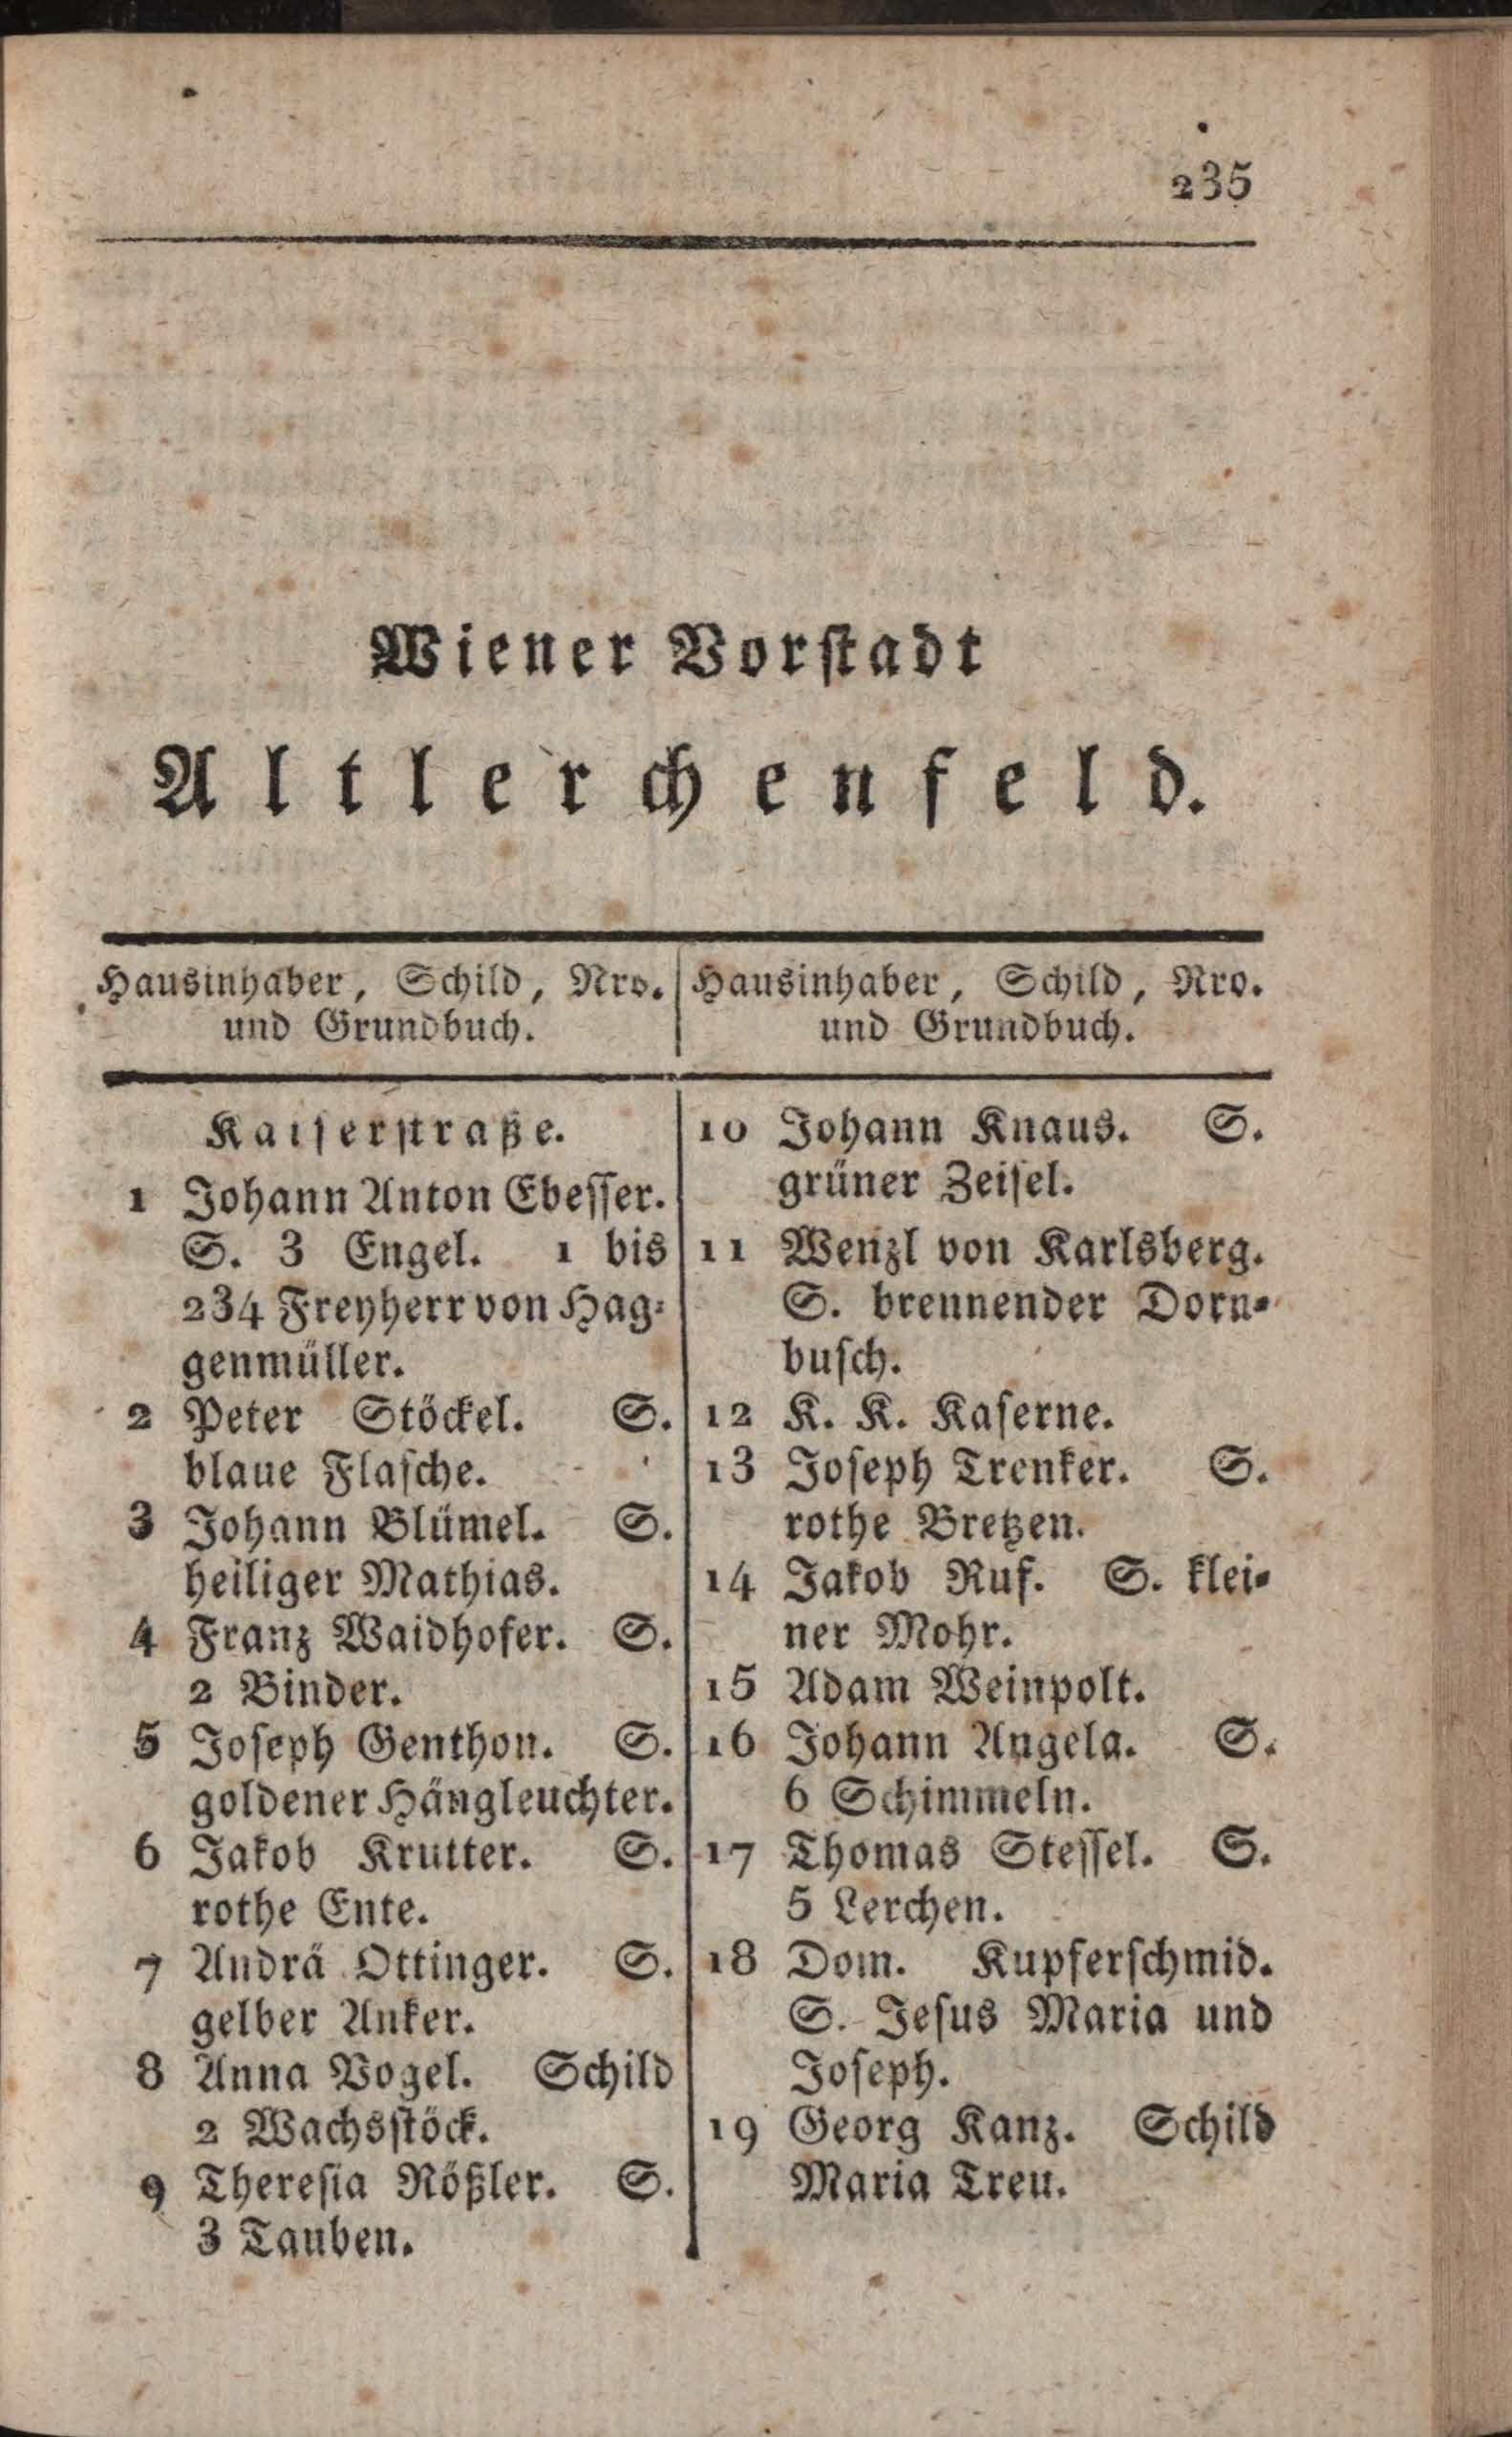 235
Wiener Vorstadt
Altlerchenfeld.
Hausinhaber, Schild, Nro.
und Grundbuch.
Hausinhaber, Schild, Nro.
und Grundbuch.
Kaiserstraße.
1 Johann Anton Ebesser.
S. 3 Engel. 1 bis
234 Freyherr von Hag-
genmüller.
2 Peter Stöckel. S.
blaue Flasche.
3 Johann Blümel. S.
heiliger Mathias.
4 Franz Waidhofer. S.
2 Binder.
5 Joseph Genthon. S.
goldener Hängleuchter.
6 Jakob Krutter. S.
rothe Ente.
7 Andrä Ottinger. S.
gelber Anker.
8 Anna Vogel. Schild
2 Wachsstöck.
9 Theresia Rößler. S.
3 Tauben.
10 Johann Knaus. S.
grüner Zeisel.
11 Wenzl von Karlsberg.
S. brennender Dorn-
busch.
12 K. K. Kaserne.
13 Joseph Trenker. S.
rothe Bretzen.
14 Jakob Ruf. S. klei-
ner Mohr.
15 Adam Weinpolt.
16 Johann Angela. S.
6 Schimmeln.
17 Thomas Stessel. S.
5 Lerchen.
18 Dom. Kupferschmid.
S. Jesus Maria und
Joseph.
19 Georg Kanz. Schild
Maria Treu.